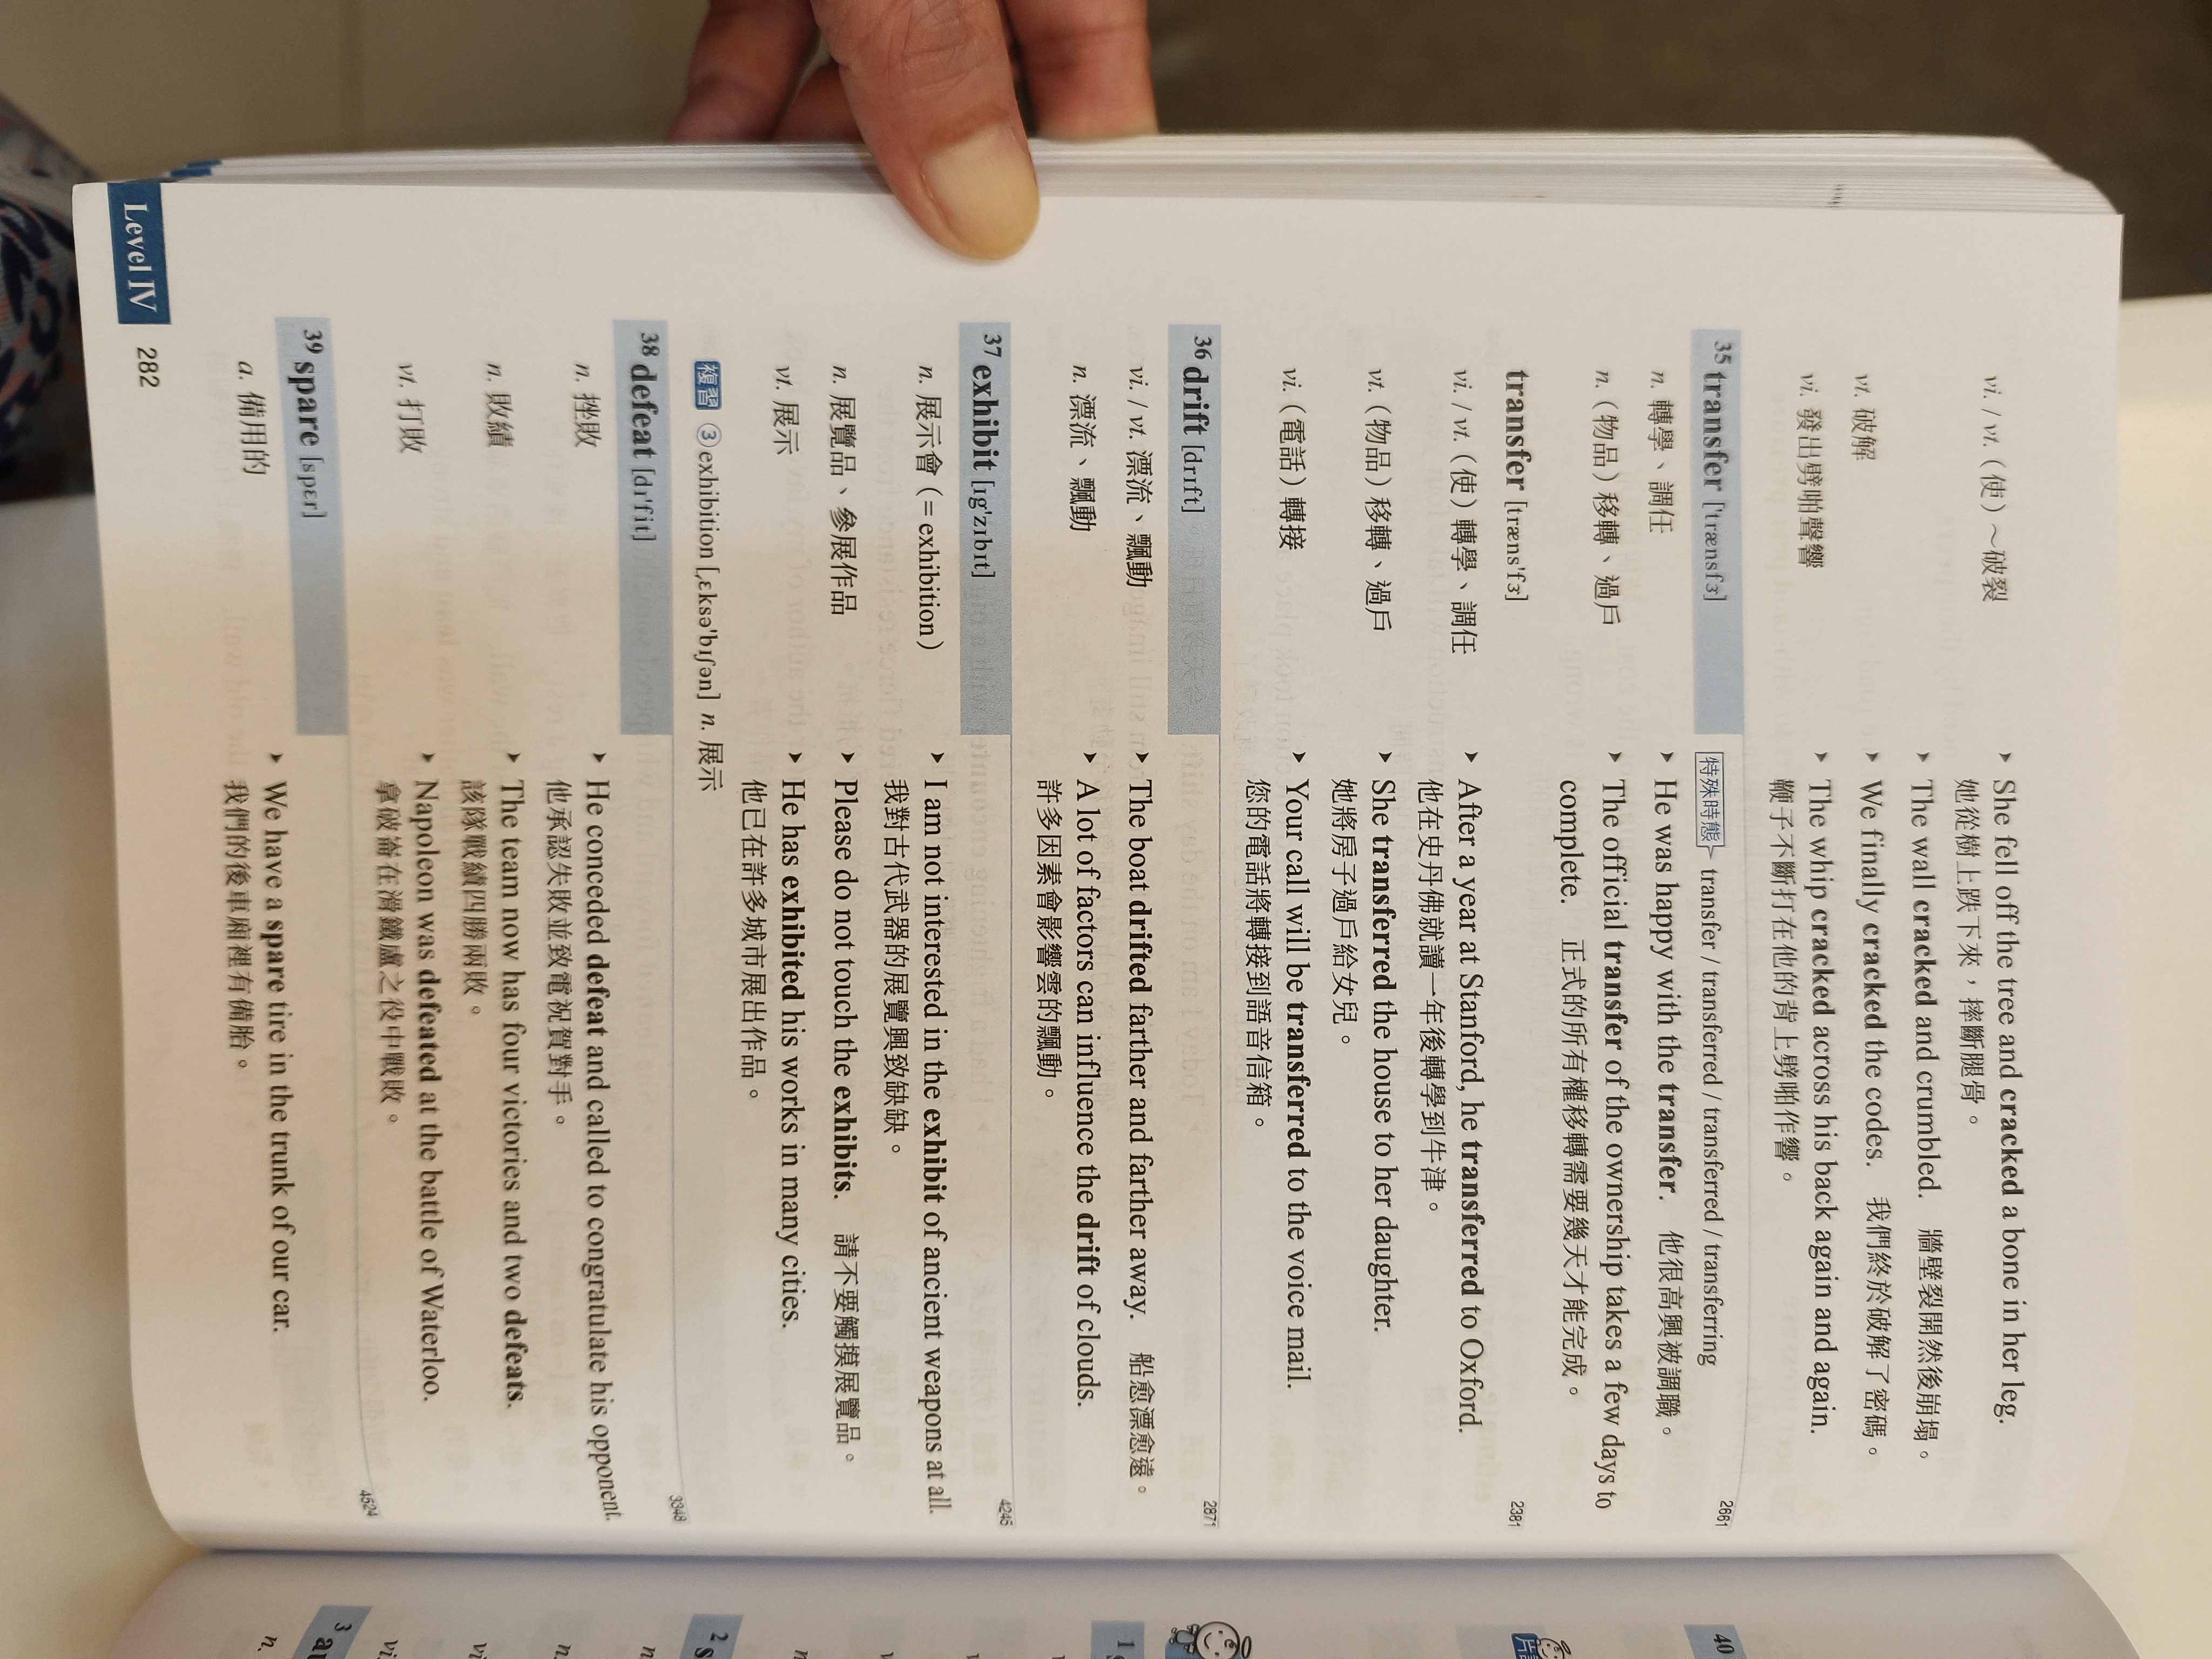 vi. / vt.（使）～破裂
➤ She fell off the tree and cracked a bone in her leg.
她從樹上跌下來，摔斷腿骨。
➤ The wall cracked and crumbled. 牆壁裂開然後崩塌。
vt. 破解
➤ We finally cracked the codes. 我們終於破解了密碼。
vi. 發出劈啪聲響
➤ The whip cracked across his back again and again.
鞭子不斷打在他的背上劈啪作響。
35 transfer [ˈtrænsfɝ]
2661
特殊時態 transfer / transferred / transferred / transferring
n. 轉學、調任
➤ He was happy with the transfer. 他很高興被調職。
n.（物品）移轉、過戶
➤ The official transfer of the ownership takes a few days to
complete. 正式的所有權移轉需要幾天才能完成。
transfer [trænsˈfɝ]
2381
vi. / vt.（使）轉學、調任
➤ After a year at Stanford, he transferred to Oxford.
他在史丹佛就讀一年後轉學到牛津。
vt.（物品）移轉、過戶
➤ She transferred the house to her daughter.
她將房子過戶給女兒。
vi.（電話）轉接
➤ Your call will be transferred to the voice mail.
您的電話將轉接到語音信箱。
36 drift [drɪft]
2871
vi. / vt. 漂流、飄動
➤ The boat drifted farther and farther away. 船愈漂愈遠。
n. 漂流、飄動
➤ A lot of factors can influence the drift of clouds.
許多因素會影響雲的飄動。
37 exhibit [ɪgˈzɪbɪt]
4245
n. 展示會（= exhibition）
➤ I am not interested in the exhibit of ancient weapons at all.
我對古代武器的展覽興致缺缺。
n. 展覽品、參展作品
➤ Please do not touch the exhibits. 請不要觸摸展覽品。
vt. 展示
➤ He has exhibited his works in many cities.
他已在許多城市展出作品。
複習 ③ exhibition [ˌɛksəˈbɪʃən] n. 展示
38 defeat [dɪˈfit]
3348
n. 挫敗
➤ He conceded defeat and called to congratulate his opponent.
他承認失敗並致電祝賀對手。
n. 敗績
➤ The team now has four victories and two defeats.
該隊戰績四勝兩敗。
vt. 打敗
➤ Napoleon was defeated at the battle of Waterloo.
拿破崙在滑鐵盧之役中戰敗。
39 spare [spɛr]
4524
a. 備用的
➤ We have a spare tire in the trunk of our car.
我們的後車廂裡有備胎。
Level IV 282
40
1
2 s
n.
vi.
vi.
3 au
n.